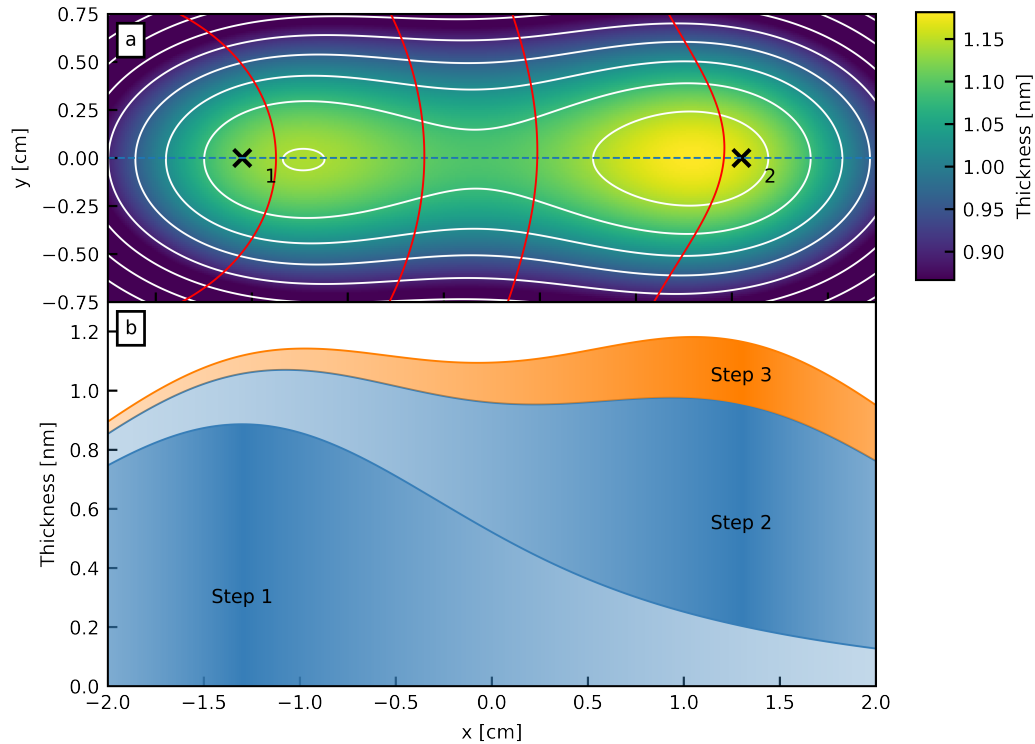 0.75
0.50
0.25
0.00
−0.25
−0.50
−0.75
y [cm]
a
1
2
1.15
1.10
1.05
1.00
0.95
0.90
Thickness [nm]
b
1.2
1.0
0.8
0.6
0.4
0.2
0.0
Thickness [nm]
Step 3
Step 2
Step 1
−2.0 −1.5 −1.0 −0.5 0.0 0.5 1.0 1.5 2.0
x [cm]